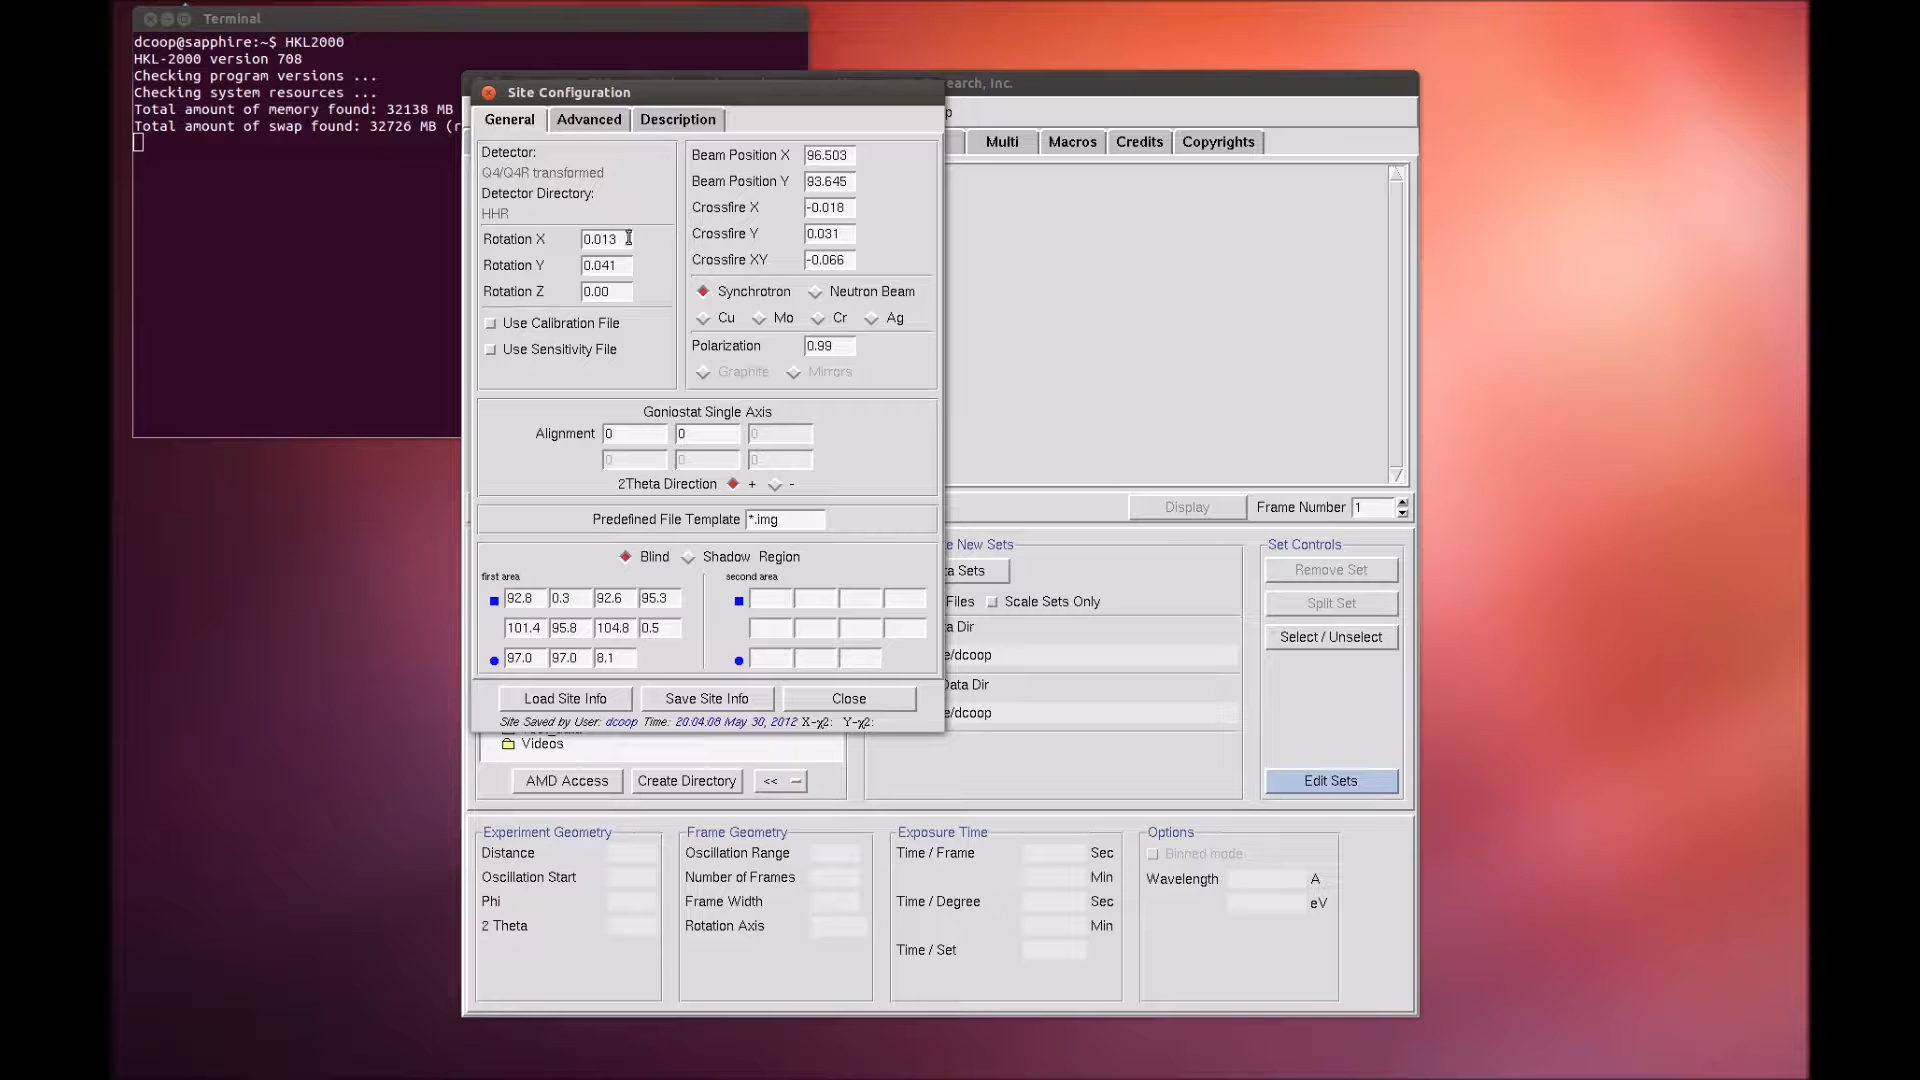 Terminal
dcoop@sapphire:~$ HKL2000
HKL-2000 version 708
Checking program versions ...
Checking system resources ...
Total amount of memory found: 32138 MB
Total amount of swap found: 32726 MB (r
earch, Inc.
p
Multi Macros Credits Copyrights
Site Configuration
General Advanced Description
Detector:
Q4/Q4R transformed
Detector Directory:
HHR
Rotation X 0.013
Rotation Y 0.041
Rotation Z 0.00
Use Calibration File
Use Sensitivity File
Beam Position X 96.503
Beam Position Y 93.645
Crossfire X -0.018
Crossfire Y 0.031
Crossfire XY -0.066
Synchrotron Neutron Beam
Cu Mo Cr Ag
Polarization 0.99
Graphite Mirrors
Goniostat Single Axis
Alignment 0 0 0
0 0 0
2Theta Direction + -
Predefined File Template *.img
Blind Shadow Region
first area second area
92.8 0.3 92.6 95.3
101.4 95.8 104.8 0.5
97.0 97.0 8.1
Load Site Info Save Site Info Close
Site Saved by User: dcoop Time: 20:04:08 May 30, 2012 X-χ2: Y-χ2:
Videos
AMD Access Create Directory <<
Display Frame Number 1
e New Sets
a Sets
Files Scale Sets Only
a Dir
e/dcoop
Data Dir
e/dcoop
Set Controls
Remove Set
Split Set
Select / Unselect
Edit Sets
Experiment Geometry
Distance
Oscillation Start
Phi
2 Theta
Frame Geometry
Oscillation Range
Number of Frames
Frame Width
Rotation Axis
Exposure Time
Time / Frame Sec
Min
Time / Degree Sec
Min
Time / Set
Options
Binned mode
Wavelength A
eV